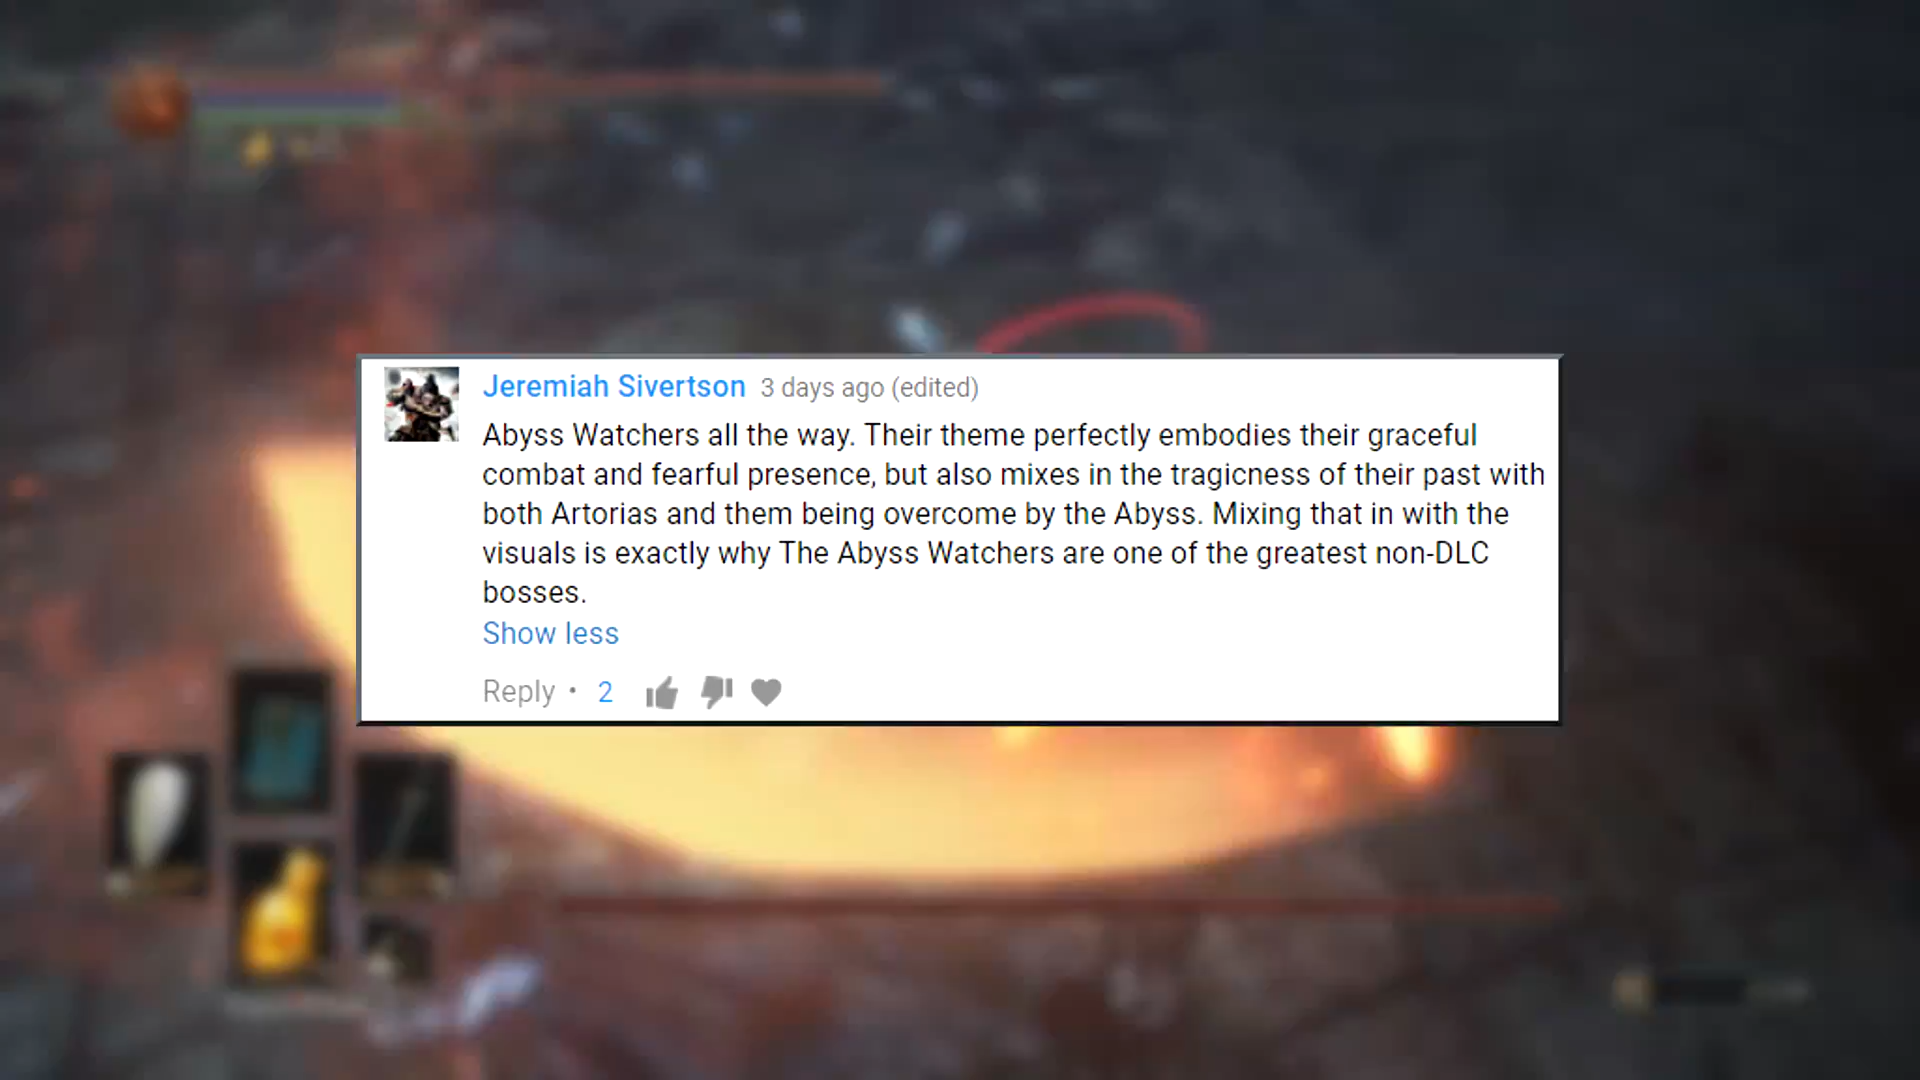 Jeremiah Sivertson 3 days ago (edited)
Abyss Watchers all the way. Their theme perfectly embodies their graceful
combat and fearful presence, but also mixes in the tragicness of their past with
both Artorias and them being overcome by the Abyss. Mixing that in with the
visuals is exactly why The Abyss Watchers are one of the greatest non-DLC
bosses.
Show less
Reply • 2